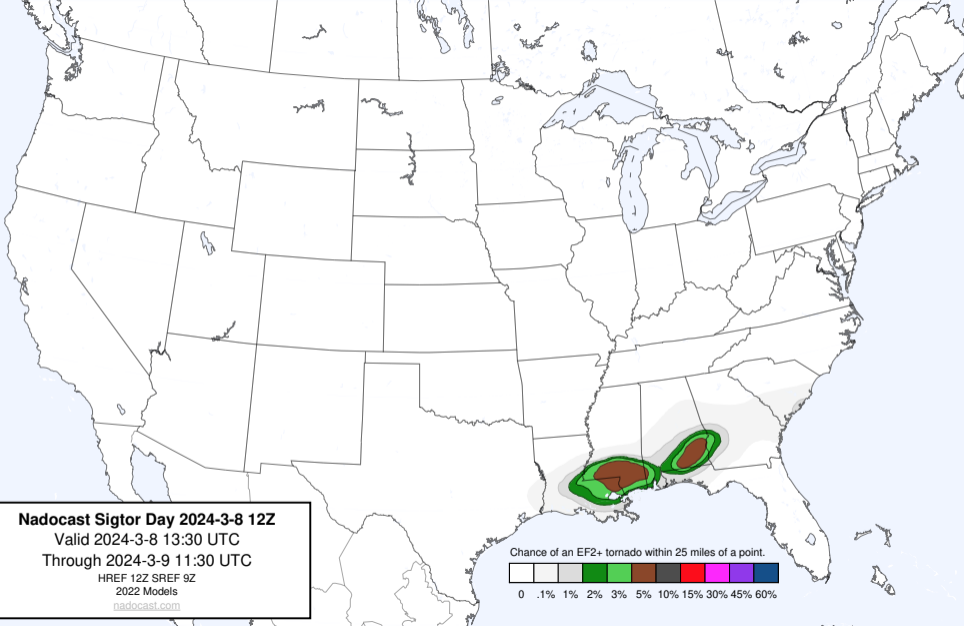 Nadocast Sigtor Day 2024-3-8 12Z
Valid 2024-3-8 13:30 UTC
Through 2024-3-9 11:30 UTC
HREF 12Z SREF 9Z
2022 Models
nadocast.com
Chance of an EF2+ tornado within 25 miles of a point.
0 .1% 1% 2% 3% 5% 10% 15% 30% 45% 60%